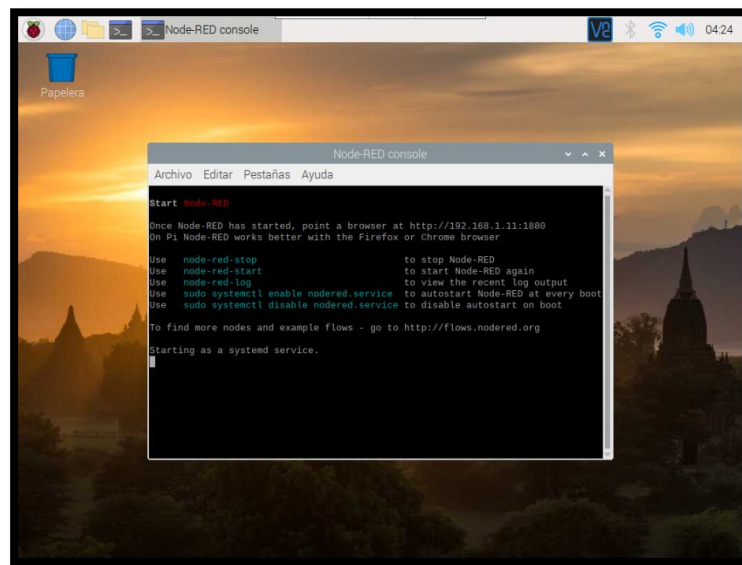 Node-RED console
04:24
Papelera
Node-RED console
Archivo Editar Pestañas Ayuda
Start Node-RED
Once Node-RED has started, point a browser at http://192.168.1.11:1880
On Pi Node-RED works better with the Firefox or Chrome browser
Use node-red-stop to stop Node-RED
Use node-red-start to start Node-RED again
Use node-red-log to view the recent log output
Use sudo systemctl enable nodered.service to autostart Node-RED at every boot
Use sudo systemctl disable nodered.service to disable autostart on boot
To find more nodes and example flows - go to http://flows.nodered.org
Starting as a systemd service.